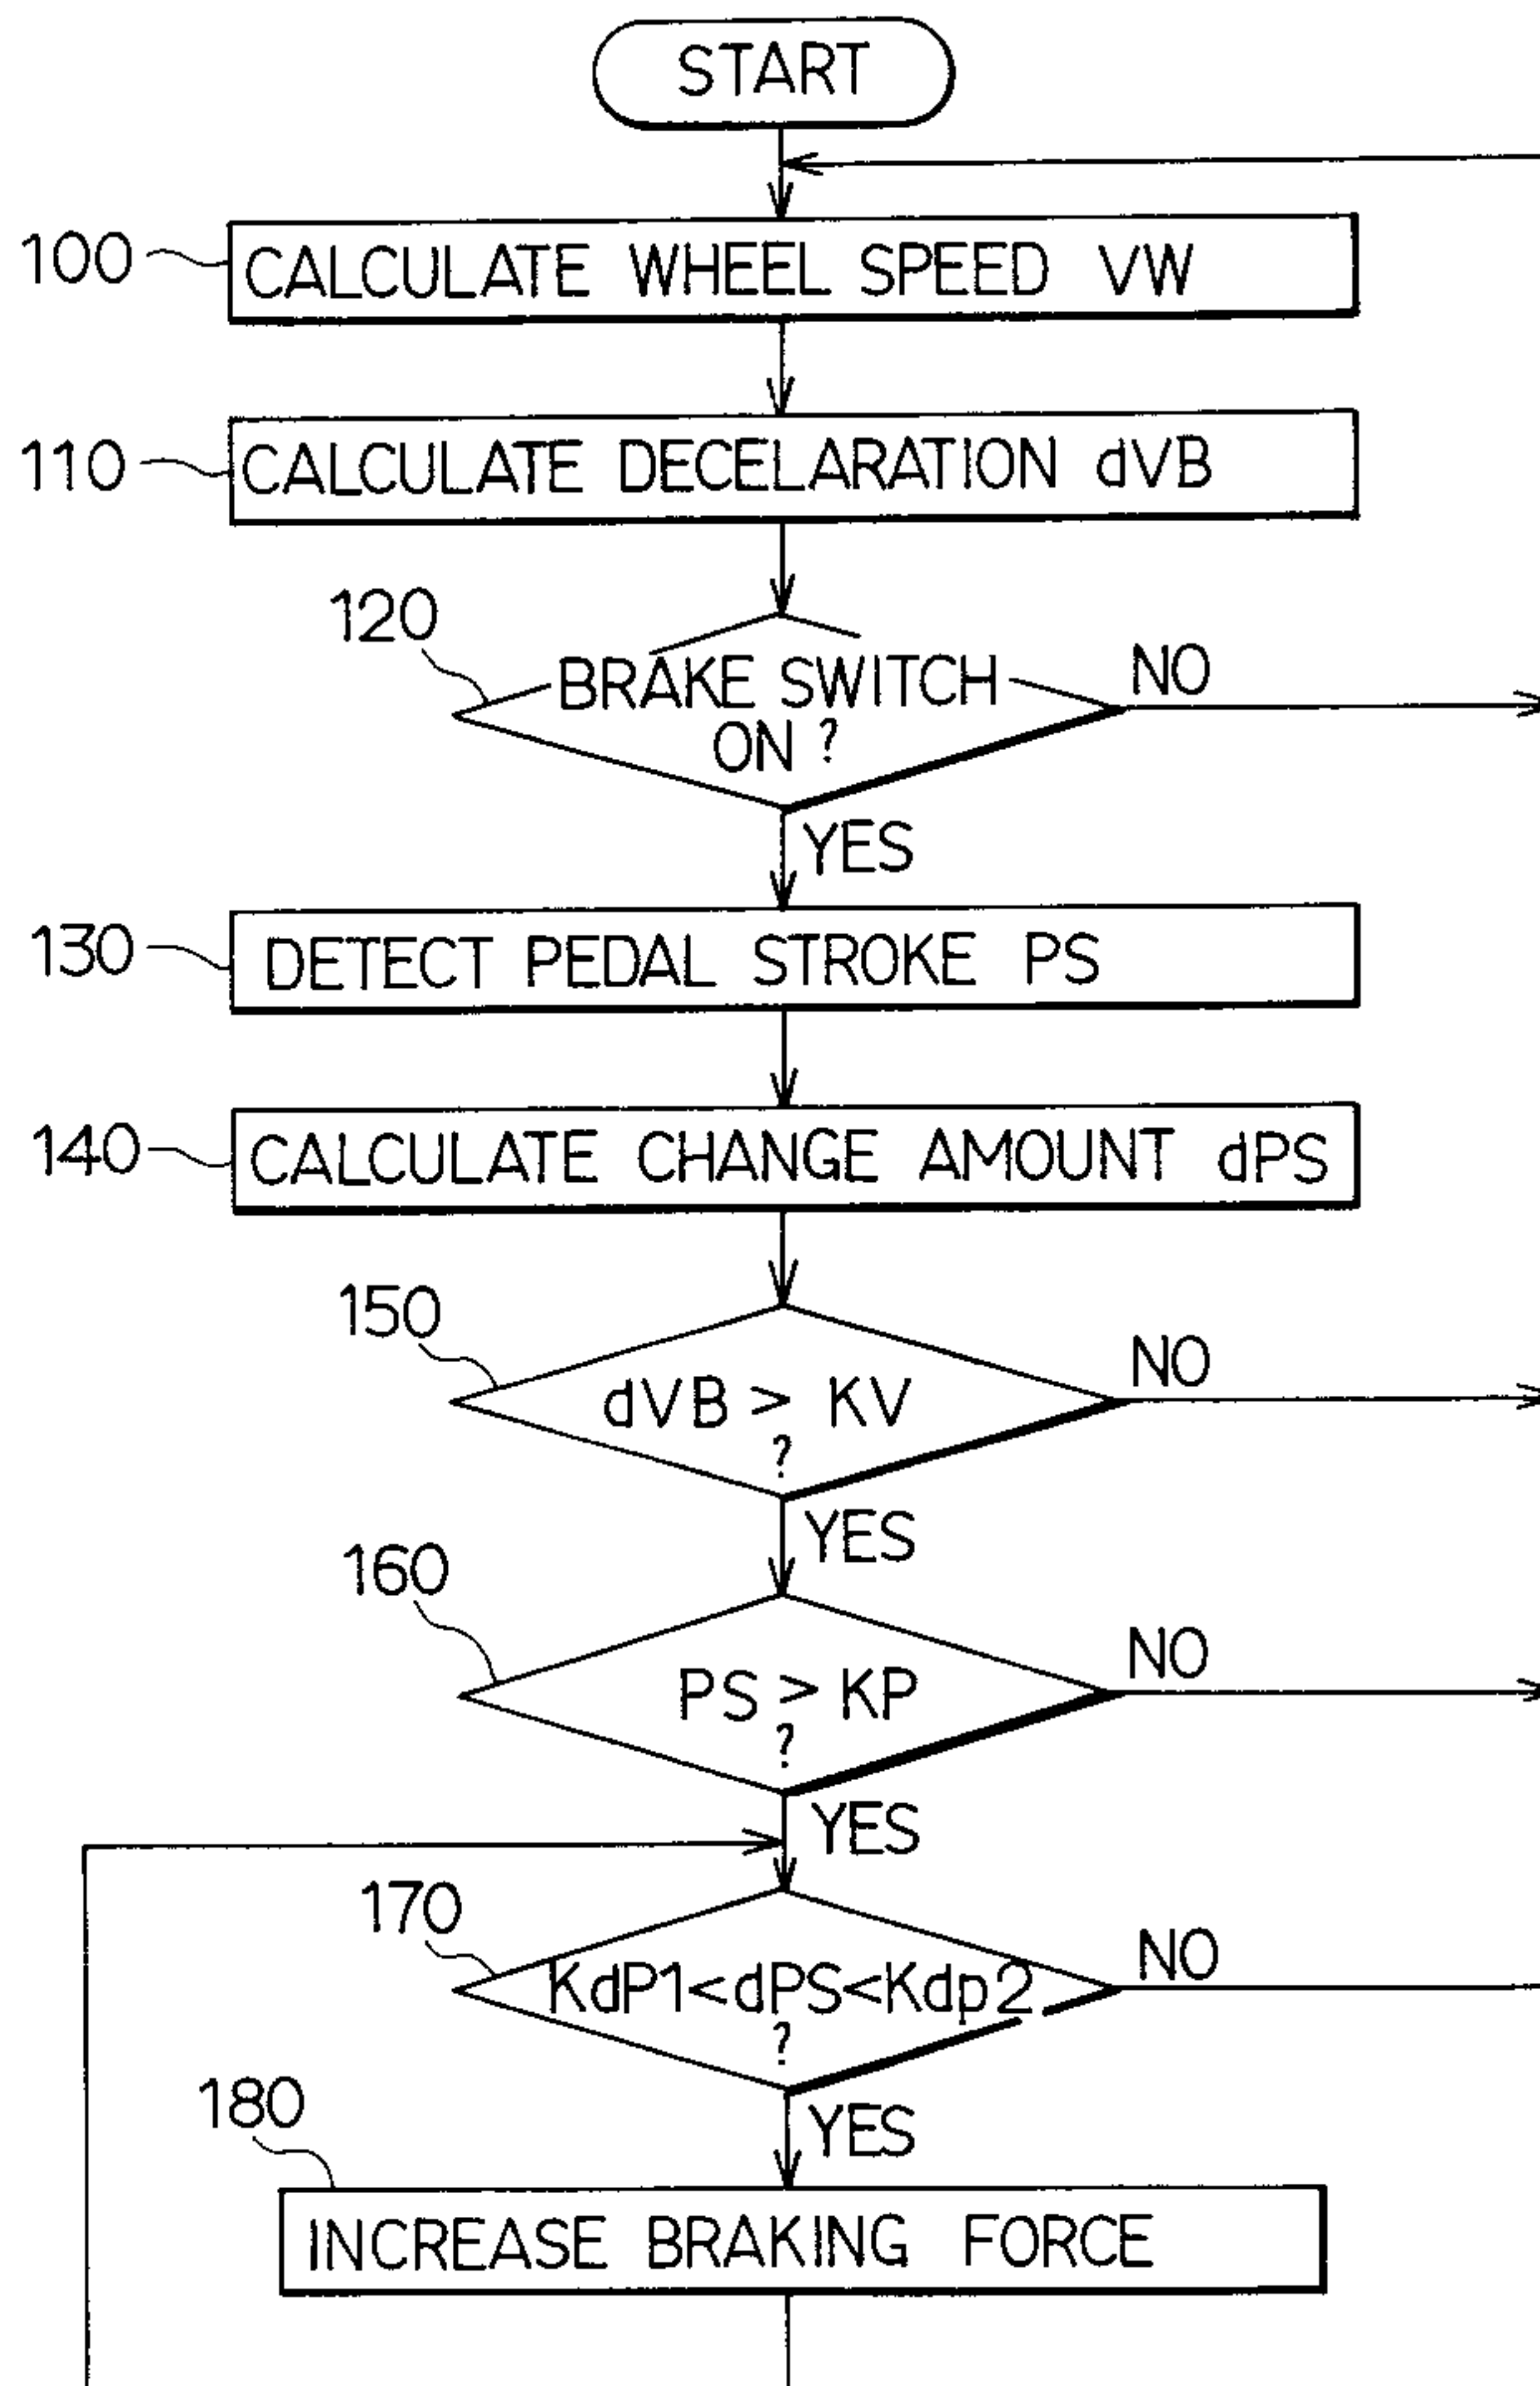 START
100
CALCULATE WHEEL SPEED VW
110
CALCULATE DECELARATION dVB
120
BRAKE SWITCH
ON ?
NO
YES
130
DETECT PEDAL STROKE PS
140
CALCULATE CHANGE AMOUNT dPS
150
dVB > KV
?
NO
YES
160
PS > KP
?
NO
YES
170
KdP1<dPS<Kdp2
?
NO
YES
180
INCREASE BRAKING FORCE